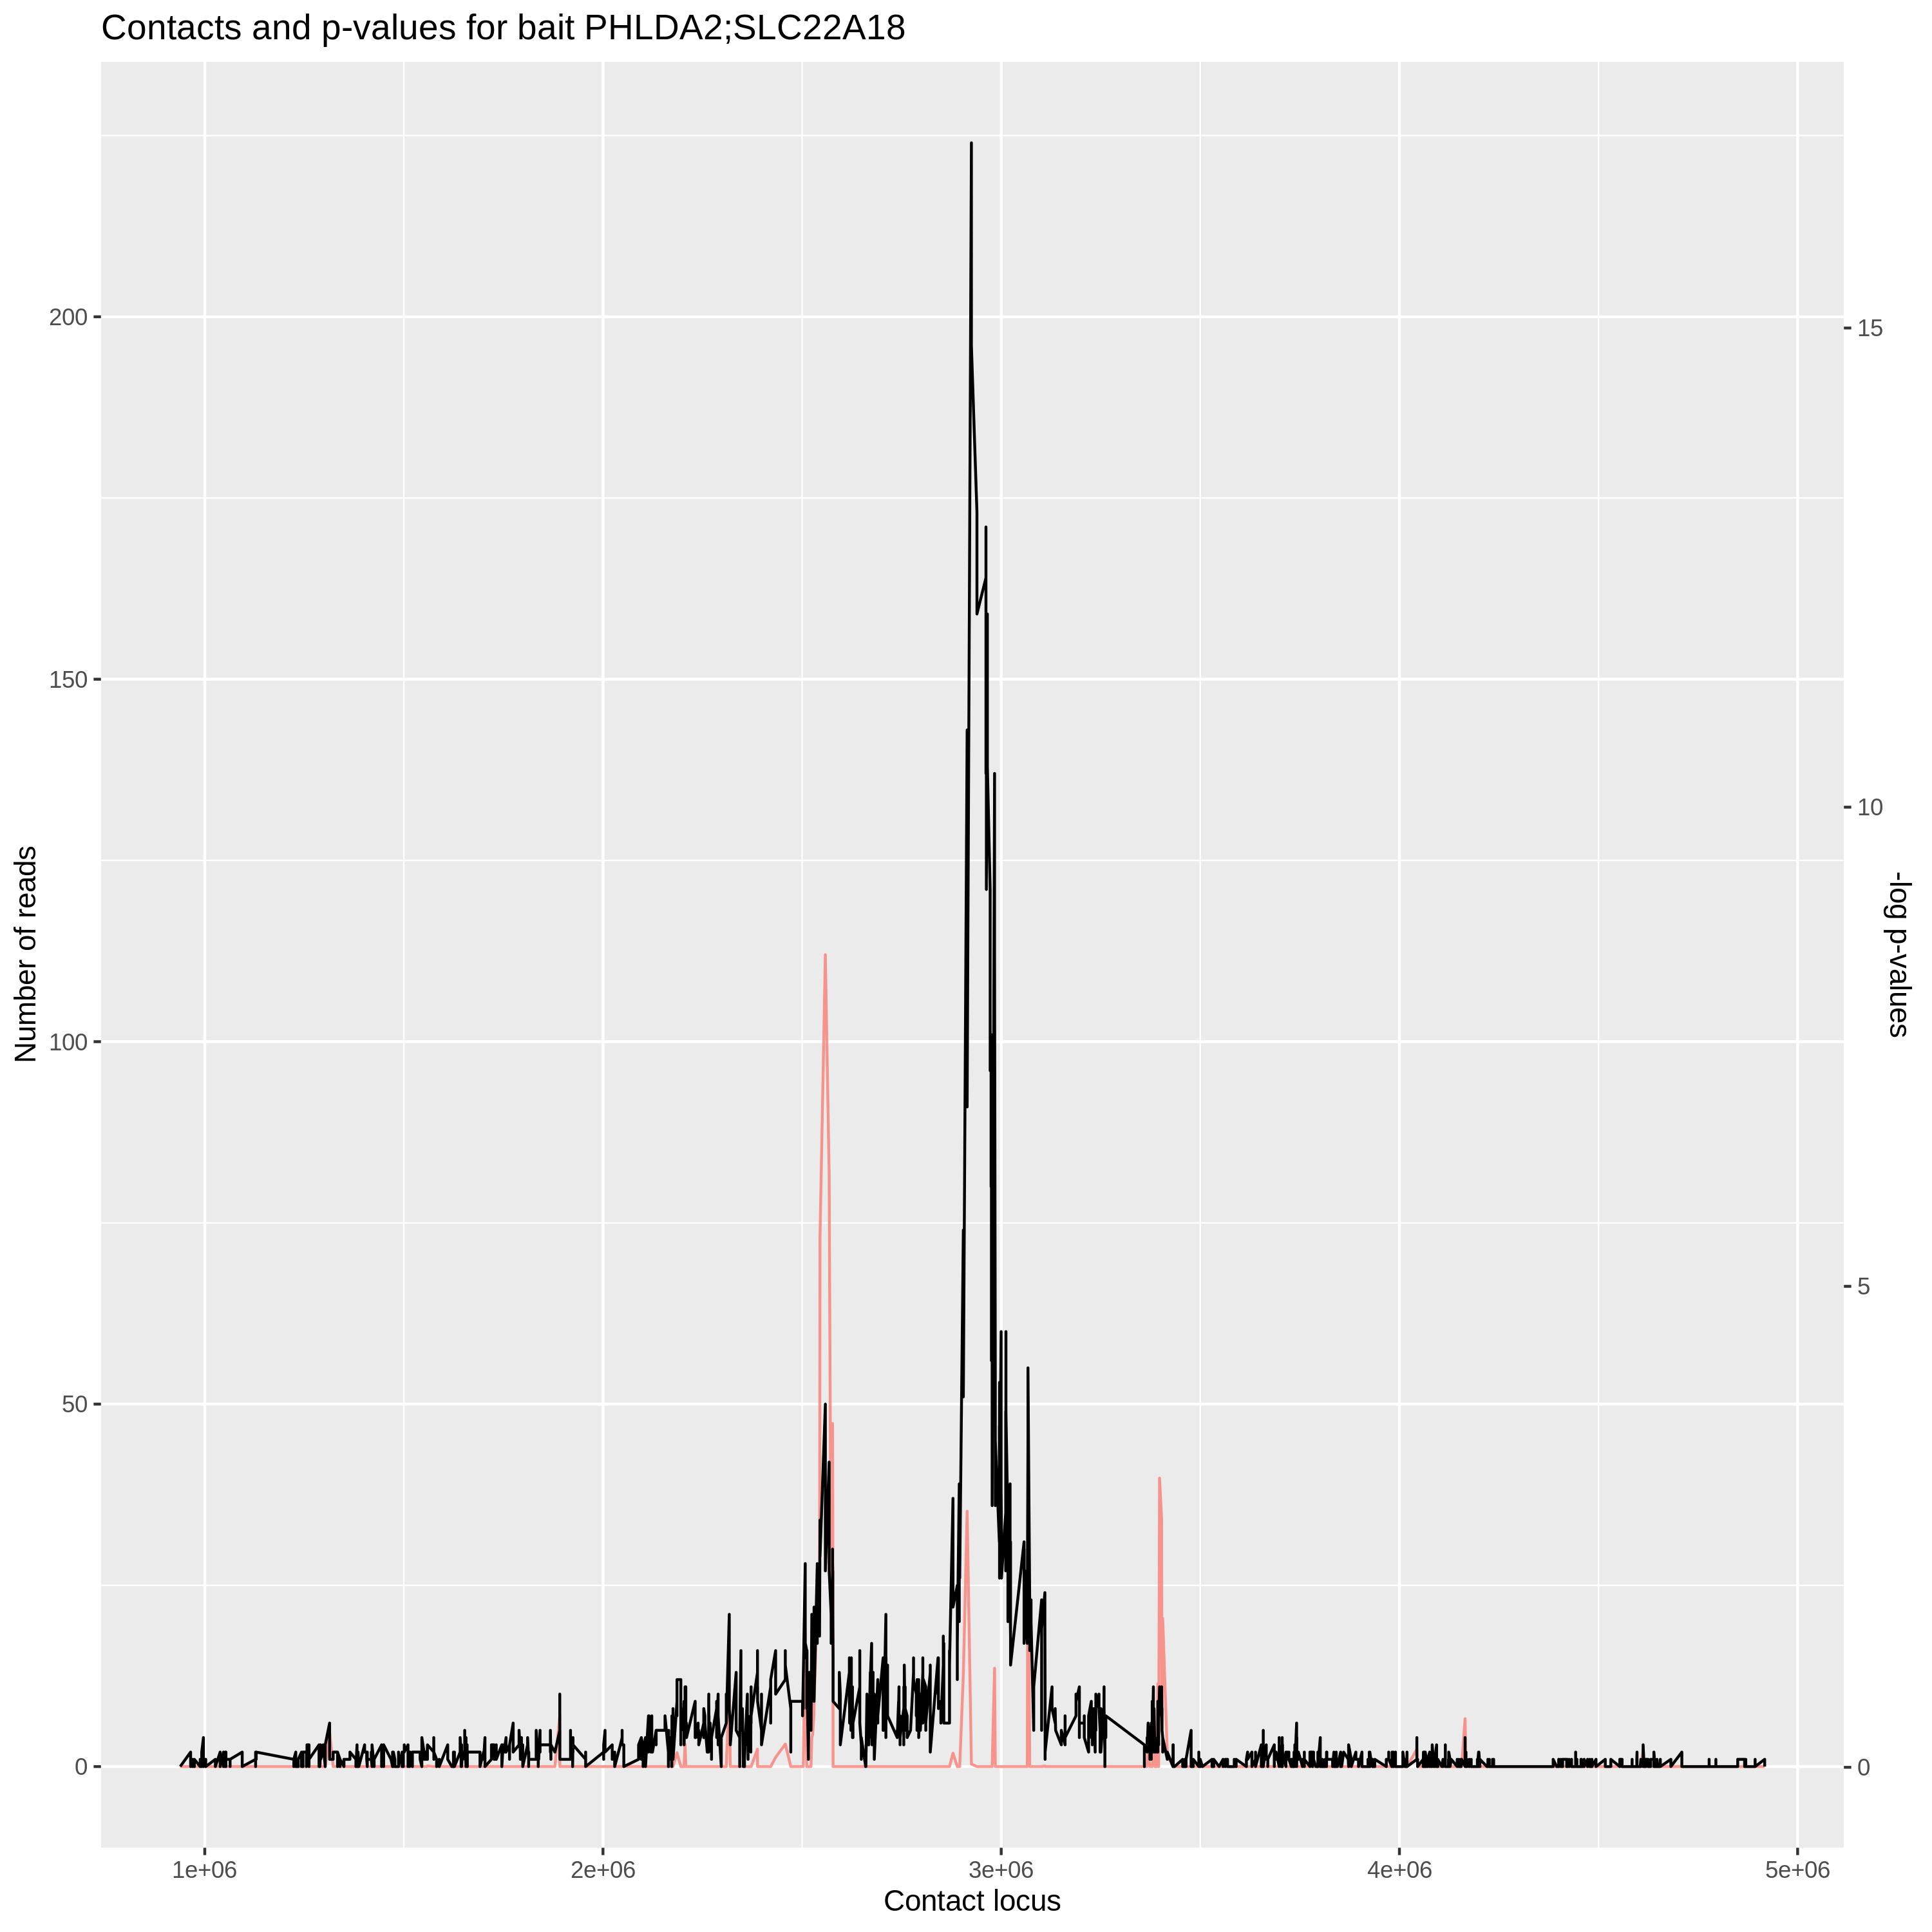 Contacts and p-values for bait PHLDA2;SLC22A18
200
150
100
50
0
Number of reads
15
10
5
0
-log p-values
1e+06
2e+06
3e+06
4e+06
5e+06
Contact locus